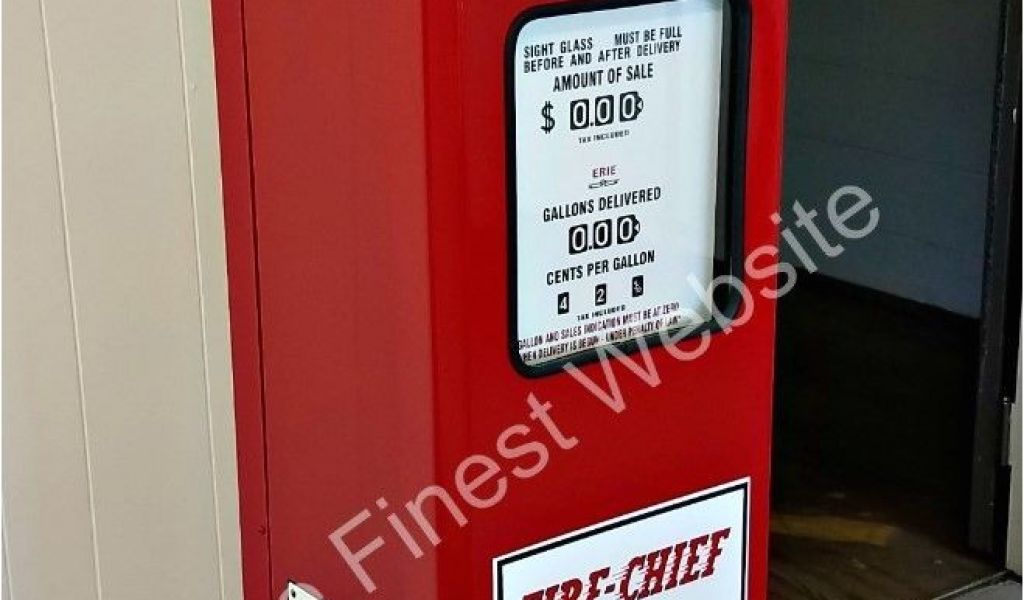 SIGHT GLASS MUST BE FULL
BEFORE AND AFTER DELIVERY
AMOUNT OF SALE
$ 0.00
TAX INCLUDED
ERIE
GALLONS DELIVERED
0.00
CENTS PER GALLON
4 2
TAX INCLUDED
GALLON AND SALES INDICATION MUST BE AT ZERO
WHEN DELIVERY IS BEGUN - UNDER PENALTY OF LAW
FIRE-CHIEF
© Finest Website